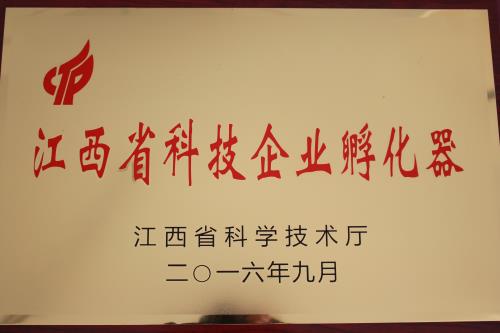 江西省科技企业孵化器
江西省科学技术厅
二〇一六年九月